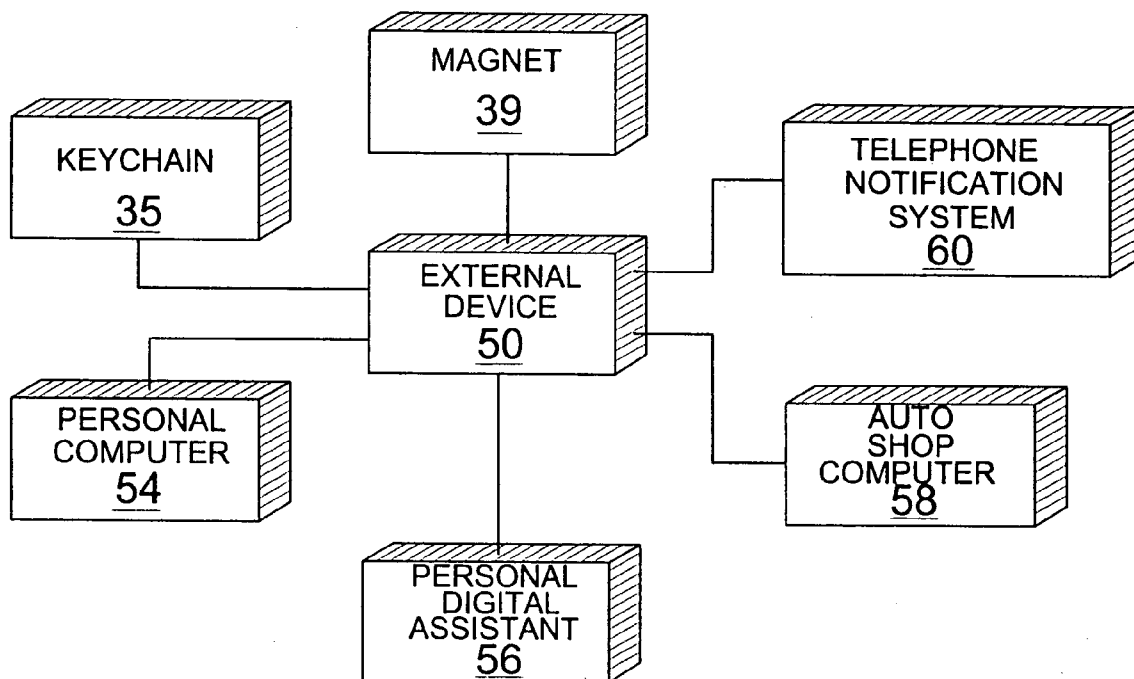 MAGNET
39
KEYCHAIN
35
TELEPHONE
NOTIFICATION
SYSTEM
60
EXTERNAL
DEVICE
50
PERSONAL
COMPUTER
54
AUTO
SHOP
COMPUTER
58
PERSONAL
DIGITAL
ASSISTANT
56